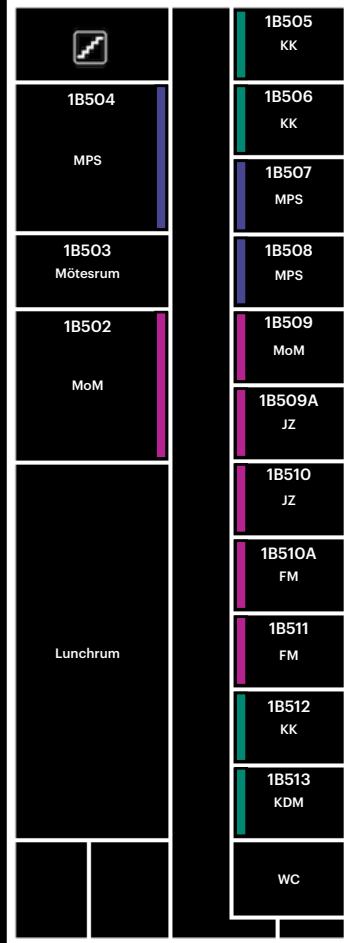 1B504
MPS
1B503
Mötesrum
1B502
MoM
Lunchrum
1B505
KK
1B506
KK
1B507
MPS
1B508
MPS
1B509
MoM
1B509A
JZ
1B510
JZ
1B510A
FM
1B511
FM
1B512
KK
1B513
KDM
WC